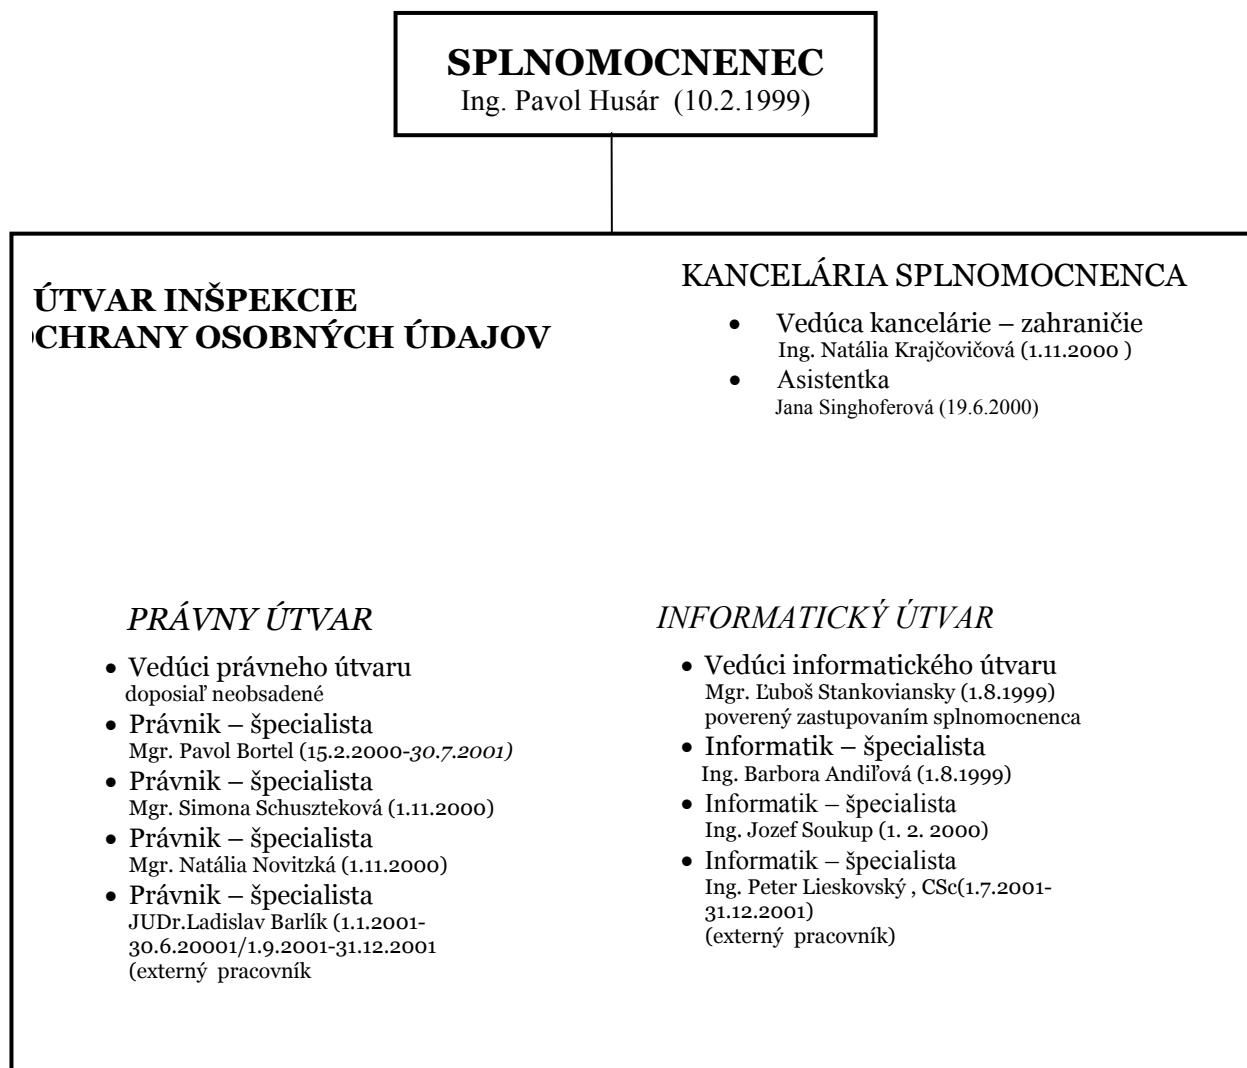 SPLNOMOCNENEC
Ing. Pavol Husár (10.2.1999)
ÚTVAR INŠPEKCIE
OCHRANY OSOBNÝCH ÚDAJOV
KANCELÁRIA SPLNOMOCNENCA
• Vedúca kancelárie – zahraničie
Ing. Natália Krajčovičová (1.11.2000 )
• Asistentka
Jana Singhoferová (19.6.2000)
PRÁVNY ÚTVAR
• Vedúci právneho útvaru
doposiaľ neobsadené
• Právnik – špecialista
Mgr. Pavol Bortel (15.2.2000-30.7.2001)
• Právnik – špecialista
Mgr. Simona Schuszteková (1.11.2000)
• Právnik – špecialista
Mgr. Natália Novitzká (1.11.2000)
• Právnik – špecialista
JUDr.Ladislav Barlík (1.1.2001-
30.6.20001/1.9.2001-31.12.2001
(externý pracovník
INFORMATICKÝ ÚTVAR
• Vedúci informatického útvaru
Mgr. Ľuboš Stankoviansky (1.8.1999)
poverený zastupovaním splnomocnenca
• Informatik – špecialista
Ing. Barbora Andiľová (1.8.1999)
• Informatik – špecialista
Ing. Jozef Soukup (1. 2. 2000)
• Informatik – špecialista
Ing. Peter Lieskovský , CSc(1.7.2001-
31.12.2001)
(externý pracovník)